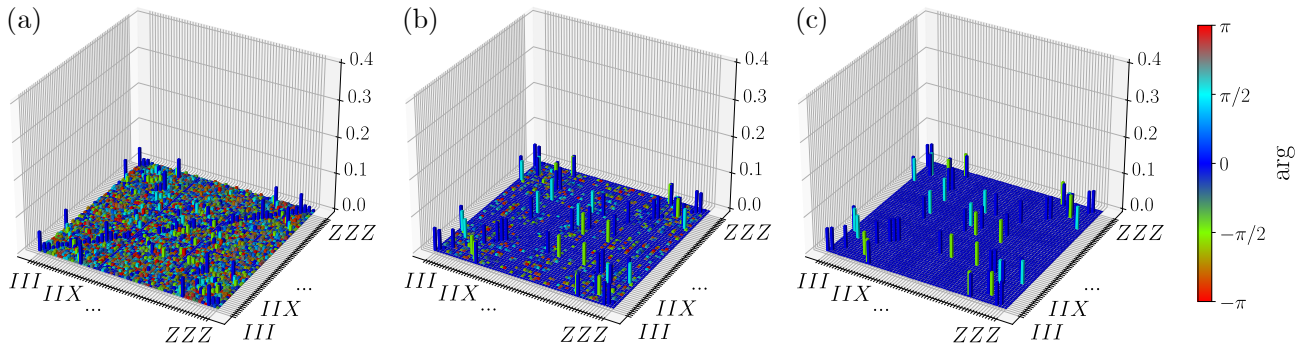 (a)
0.4
0.3
0.2
0.1
0.0
III
IIX
...
ZZZ
III
IIX
...
ZZZ
(b)
0.4
0.3
0.2
0.1
0.0
III
IIX
...
ZZZ
III
IIX
...
ZZZ
(c)
0.4
0.3
0.2
0.1
0.0
III
IIX
...
ZZZ
III
IIX
...
ZZZ
π
π/2
0
−π/2
−π
arg